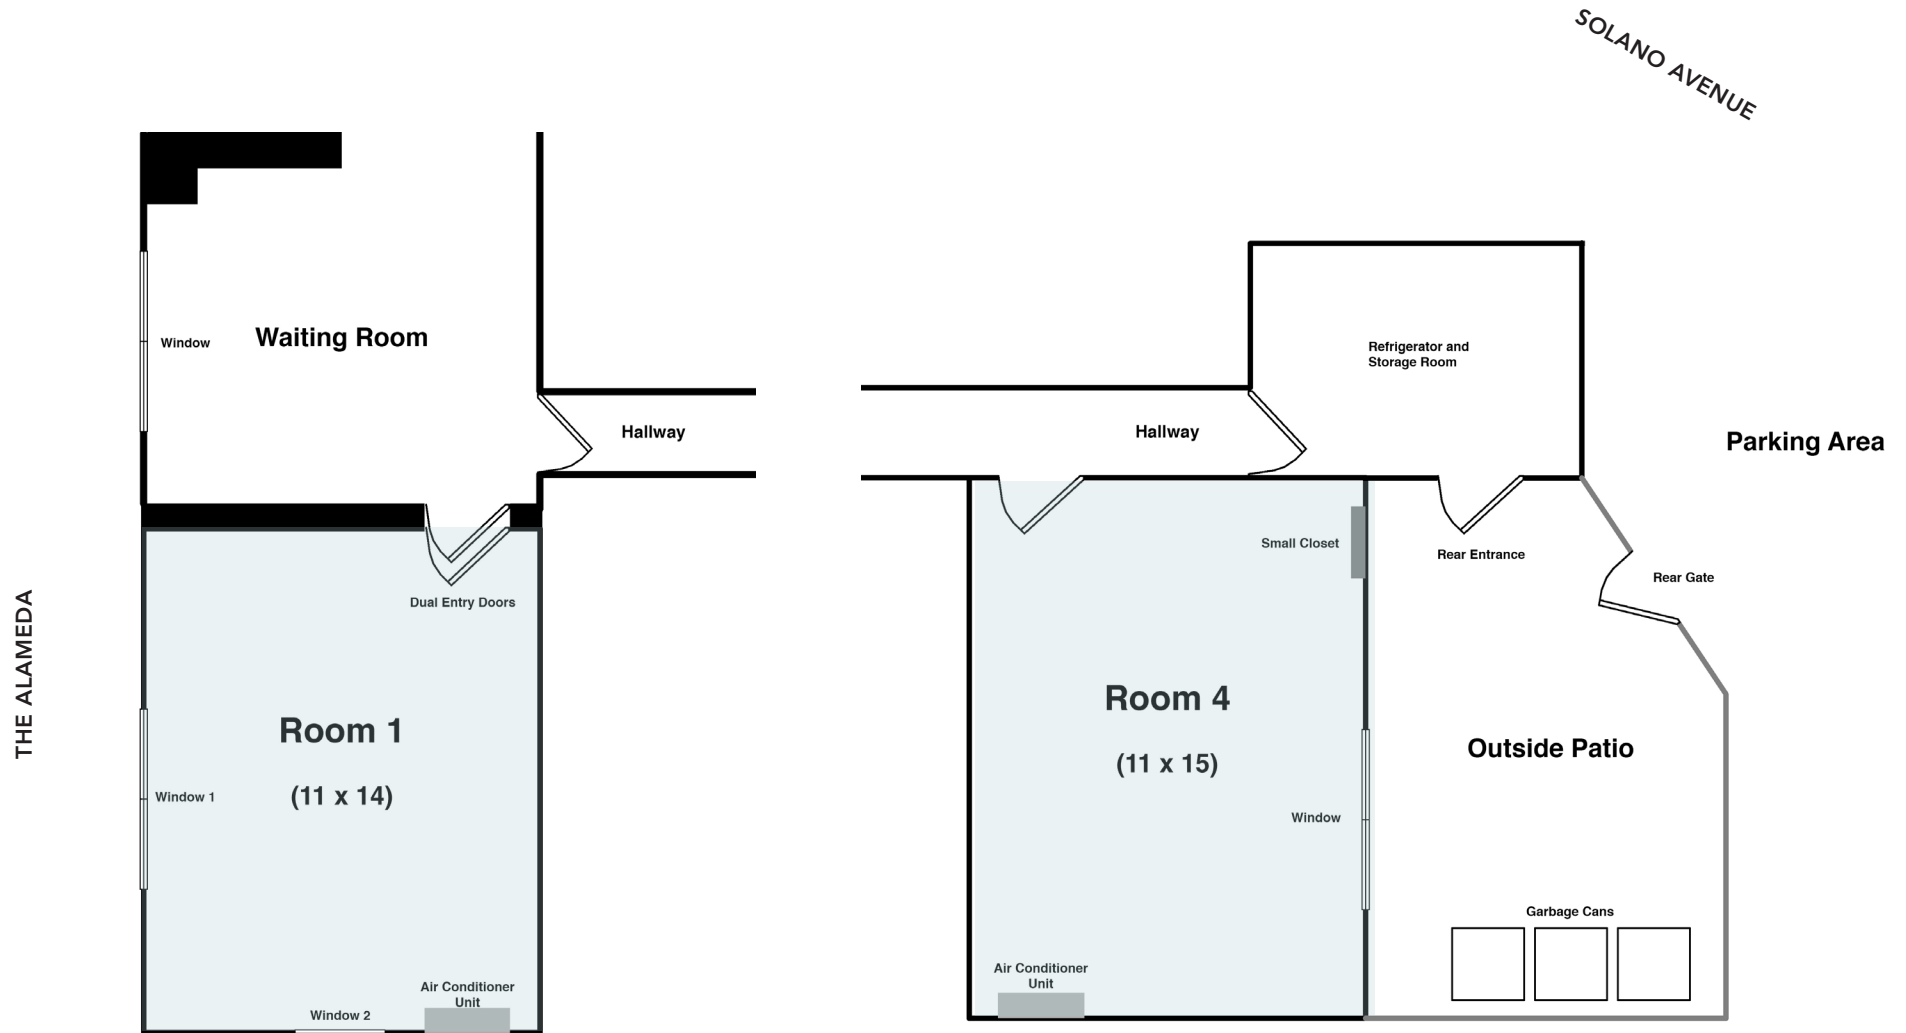 SOLANO AVENUE
Window
Waiting Room
Hallway
Dual Entry Doors
THE ALAMEDA
Room 1
(11 x 14)
Window 1
Air Conditioner
Unit
Window 2
Refrigerator and
Storage Room
Hallway
Parking Area
Small Closet
Rear Entrance
Rear Gate
Room 4
(11 x 15)
Outside Patio
Window
Garbage Cans
Air Conditioner
Unit